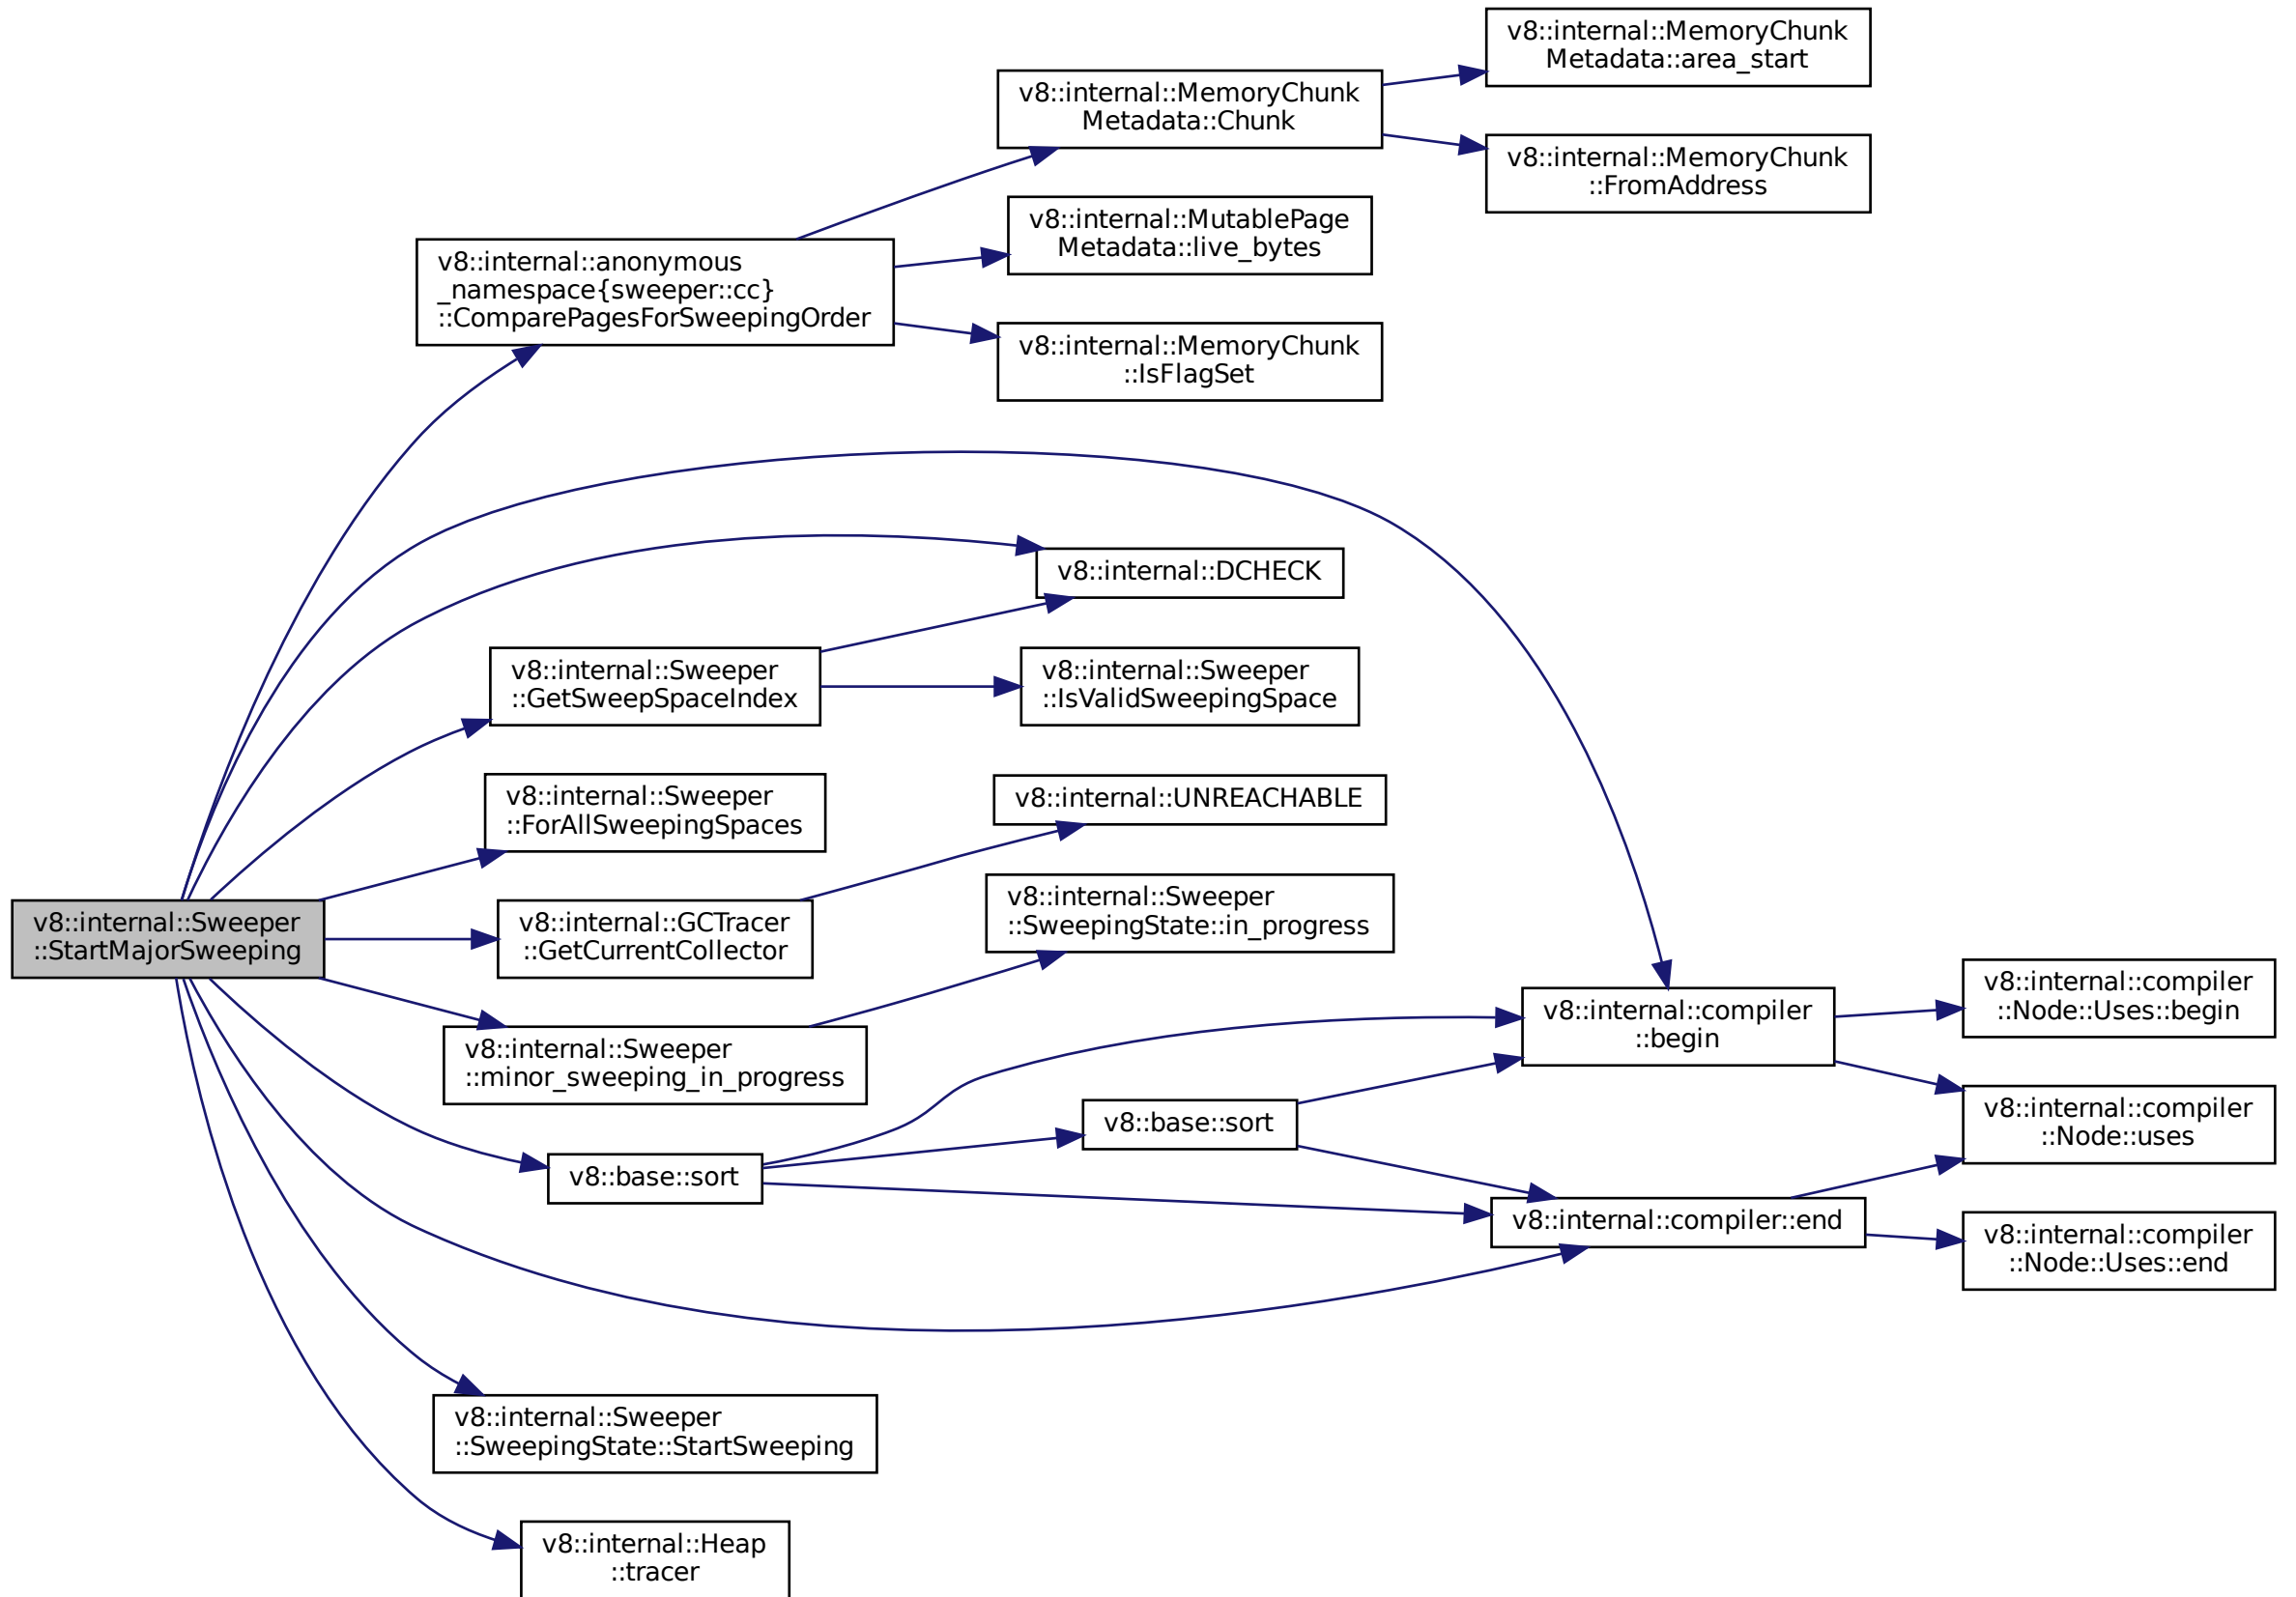 v8::internal::MemoryChunk
Metadata::area_start
v8::internal::MemoryChunk
Metadata::Chunk
v8::internal::MemoryChunk
::FromAddress
v8::internal::MutablePage
Metadata::live_bytes
v8::internal::anonymous
_namespace{sweeper::cc}
::ComparePagesForSweepingOrder
v8::internal::MemoryChunk
::IsFlagSet
v8::internal::DCHECK
v8::internal::Sweeper
::GetSweepSpaceIndex
v8::internal::Sweeper
::IsValidSweepingSpace
v8::internal::Sweeper
::ForAllSweepingSpaces
v8::internal::UNREACHABLE
v8::internal::Sweeper
::StartMajorSweeping
v8::internal::GCTracer
::GetCurrentCollector
v8::internal::Sweeper
::SweepingState::in_progress
v8::internal::Sweeper
::minor_sweeping_in_progress
v8::internal::compiler
::begin
v8::internal::compiler
::Node::Uses::begin
v8::base::sort
v8::base::sort
v8::internal::compiler
::Node::uses
v8::internal::compiler::end
v8::internal::compiler
::Node::Uses::end
v8::internal::Sweeper
::SweepingState::StartSweeping
v8::internal::Heap
::tracer